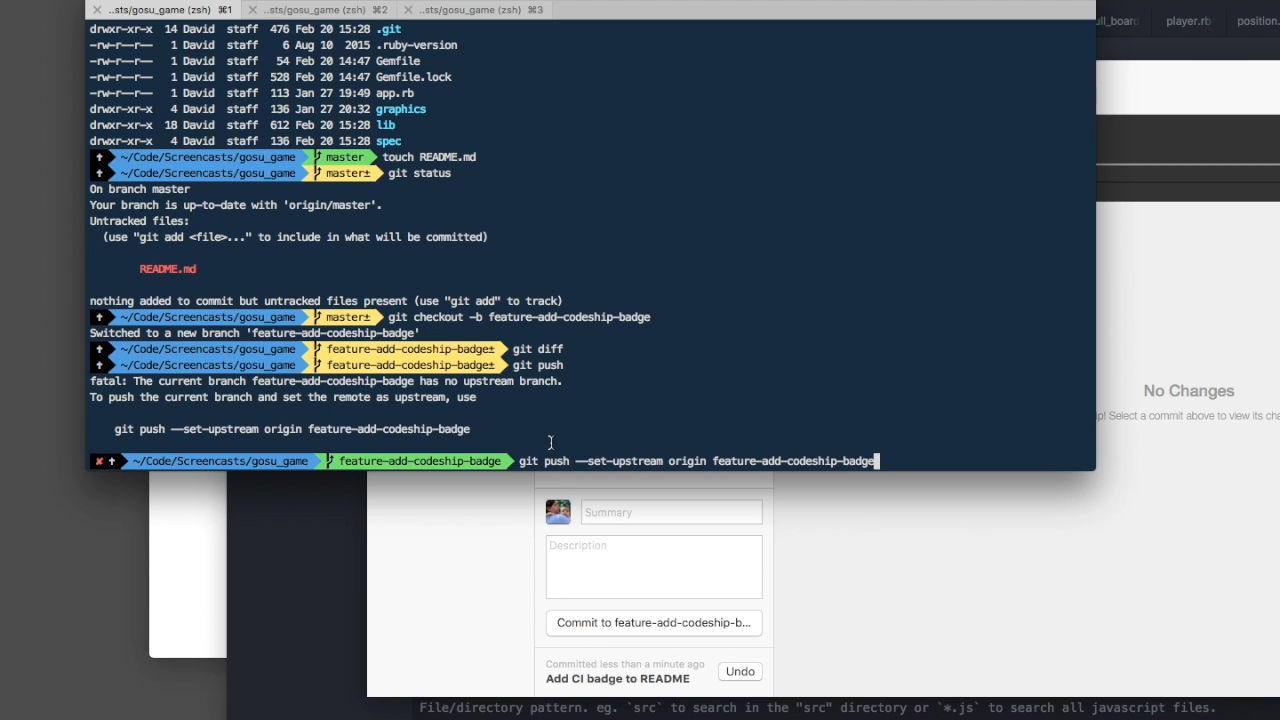 ..sts/gosu_game (zsh) ⌘1 ..sts/gosu_game (zsh) ⌘2 ..sts/gosu_game (zsh) ⌘3
player.rb position.
drwxr-xr-x 14 David staff 476 Feb 20 15:28 .git
-rw-r--r-- 1 David staff 6 Aug 10 2015 .ruby-version
-rw-r--r-- 1 David staff 54 Feb 20 14:47 Gemfile
-rw-r--r-- 1 David staff 528 Feb 20 14:47 Gemfile.lock
-rw-r--r-- 1 David staff 113 Jan 27 19:49 app.rb
drwxr-xr-x 4 David staff 136 Jan 27 20:32 graphics
drwxr-xr-x 18 David staff 612 Feb 20 15:28 lib
drwxr-xr-x 4 David staff 136 Feb 20 15:28 spec
~/Code/Screencasts/gosu_game master touch README.md
~/Code/Screencasts/gosu_game master± git status
On branch master
Your branch is up-to-date with 'origin/master'.
Untracked files:
(use "git add <file>..." to include in what will be committed)
README.md
nothing added to commit but untracked files present (use "git add" to track)
~/Code/Screencasts/gosu_game master± git checkout -b feature-add-codeship-badge
Switched to a new branch 'feature-add-codeship-badge'
~/Code/Screencasts/gosu_game feature-add-codeship-badge± git diff
~/Code/Screencasts/gosu_game feature-add-codeship-badge± git push
fatal: The current branch feature-add-codeship-badge has no upstream branch.
To push the current branch and set the remote as upstream, use
git push --set-upstream origin feature-add-codeship-badge
~/Code/Screencasts/gosu_game feature-add-codeship-badge git push --set-upstream origin feature-add-codeship-badge
No Changes
! Select a commit above to view its cha
Summary
Description
Commit to feature-add-codeship-b...
Committed less than a minute ago
Add CI badge to README
Undo
File/directory pattern. eg. `src` to search in the "src" directory or `*.js` to search all javascript files.